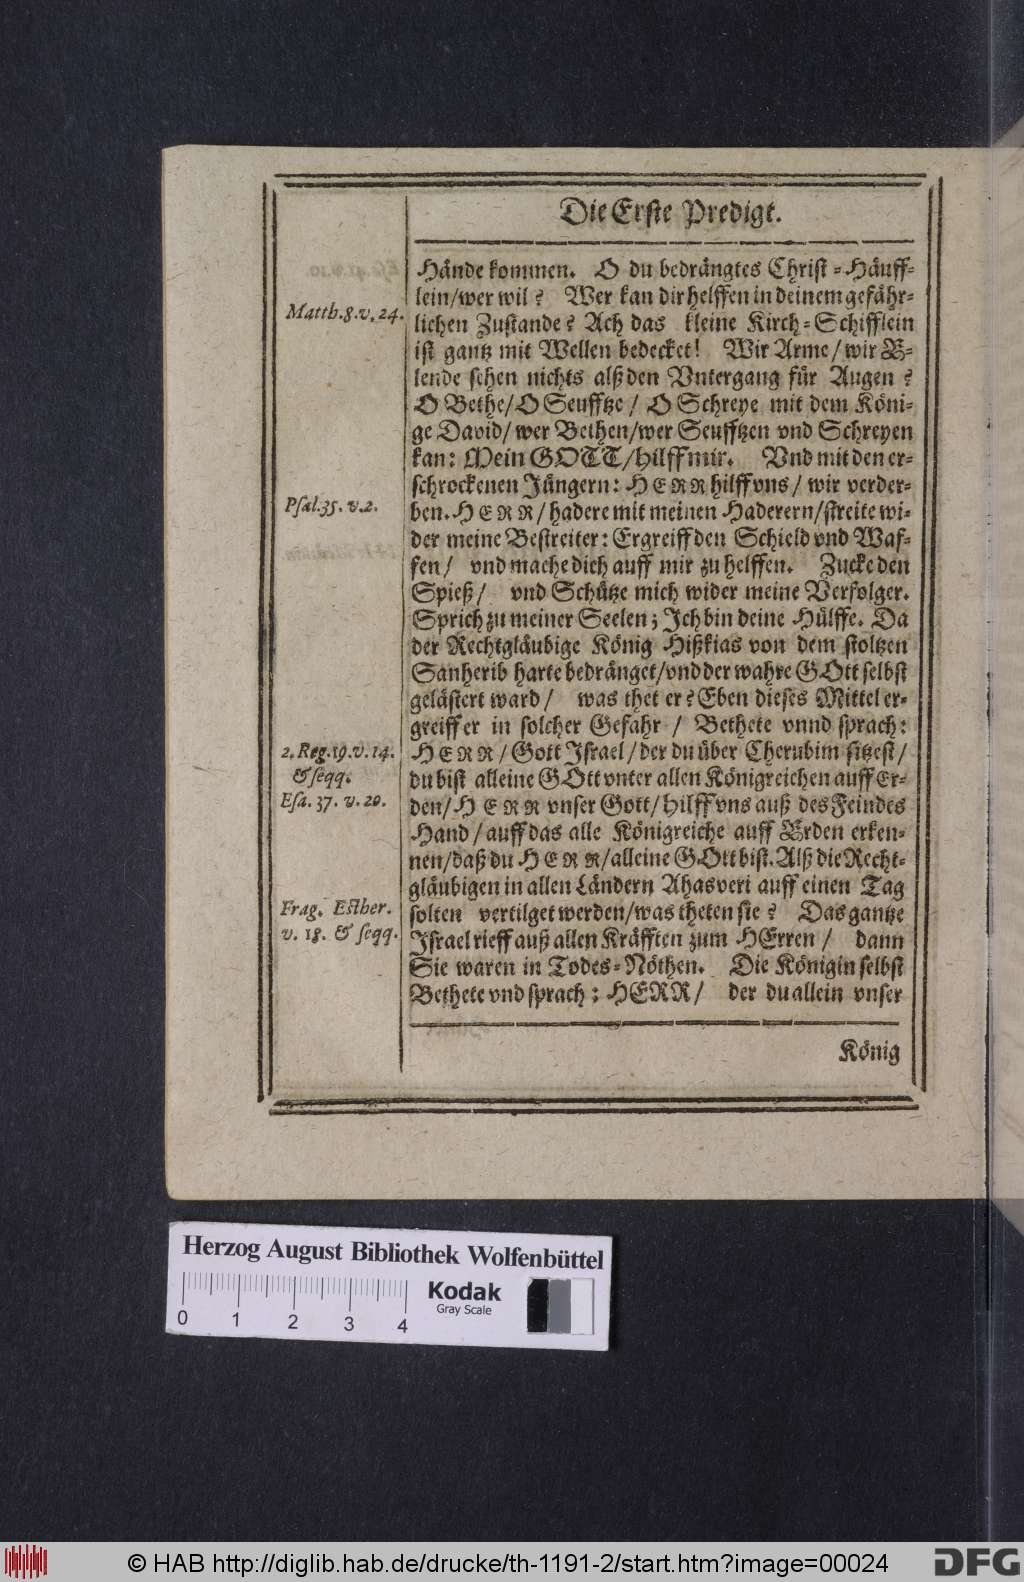 Die Erste Predigt.
Hände kommen. O du bedrängtes Christ-Häuff-
lein/wer wil? Wer kan dir helffen in deinem gefähr-
Matth. 8. v. 24.
lichen Zustande? Ach das kleine Kirch-Schifflein
ist gantz mit Wellen bedecket! Wir Arme/wir E-
lende sehen nichts alß den Vntergang für Augen?
O Bethe/O Seufftze/ O Schreye mit dem Köni-
ge David/wer Bethen/wer Seufftzen vnd Schreyen
kan: Mein GOTT/hilff mir. Vnd mit den er-
schrockenen Jüngern: HERR hilff vns/ wir verder-
Psal. 35. v. 2.
ben. HERR/hadere mit meinen Haderern/streite wi-
der meine Bestreiter: Ergreiff den Schield vnd Waf-
fen/ vnd mache dich auff mir zu helffen. Zucke den
Spieß/ vnd Schütze mich wider meine Verfolger.
Sprich zu meiner Seelen; Ich bin deine Hülffe. Da
der Rechtgläubige König Hißkias von dem stoltzen
Sanherib harte bedränget/vnd der wahre GOtt selbst
gelästert ward/ was thet er? Eben dieses Mittel er-
greiff er in solcher Gefahr/ Bethete vnnd sprach:
2. Reg. 19. v. 14.
HERR/Gott Israel/der du über Cherubim sitzest/
& seqq.
du bist alleine GOtt vnter allen Königreichen auff Er-
Esa. 37. v. 20.
den/HERR vnser Gott/hilff vns auß des Feindes
Hand/auff das alle Königreiche auff Erden erken-
nen/daß du HERR/alleine GOtt bist. Alß die Recht-
gläubigen in allen Ländern Ahasveri auff einen Tag
Frag. Esther.
solten vertilget werden/was theten sie? Das gantze
v. 18. & seqq.
Israel rieff auß allen Kräfften zum HErren/ dann
Sie waren in Todes-Nöthen. Die Königin selbst
Bethete vnd sprach: HERR/ der du allein vnser
König
Herzog August Bibliothek Wolfenbüttel
Kodak
Gray Scale
0 1 2 3 4
© HAB http://diglib.hab.de/drucke/th-1191-2/start.htm?image=00024
DFG